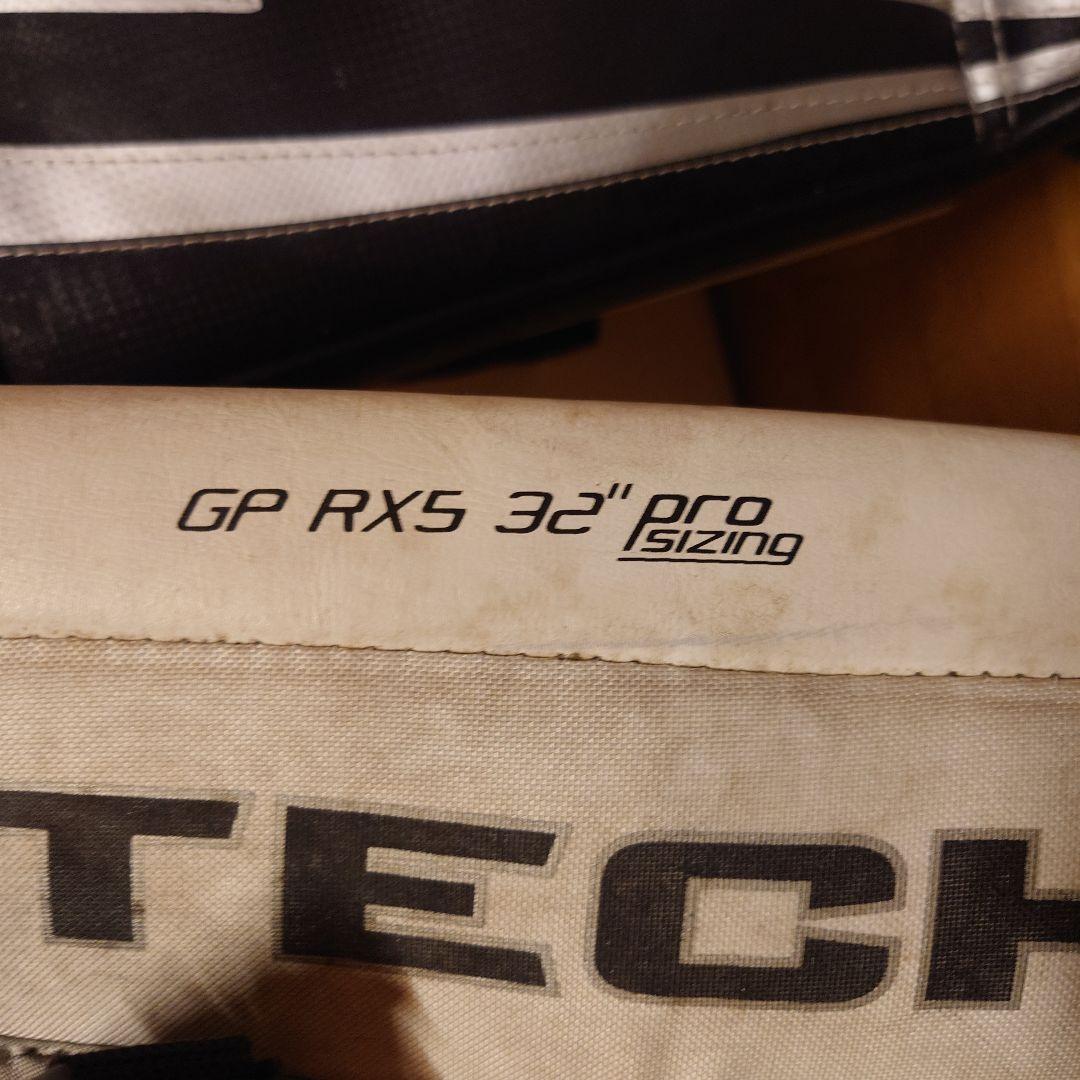 GP RX5 32" pro
sizing
TECH